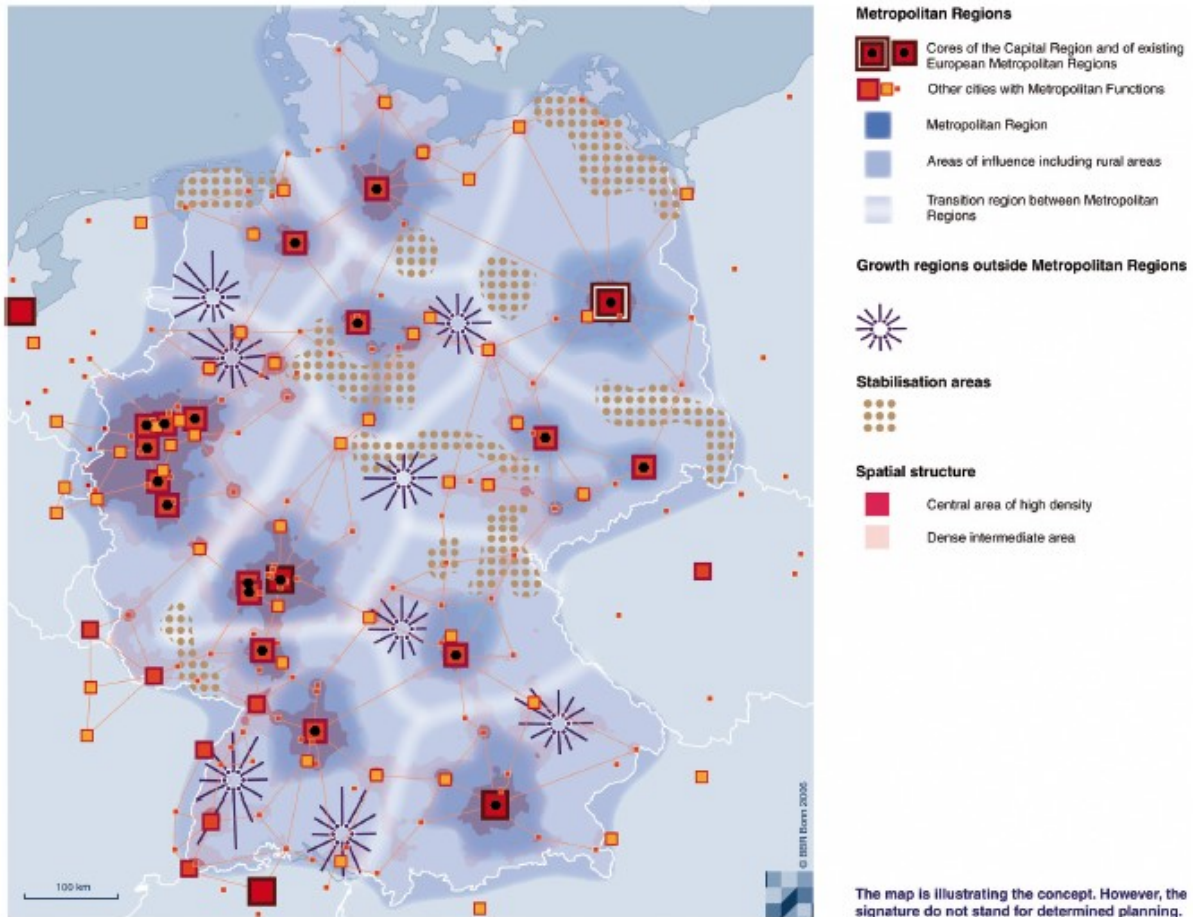 Metropolitan Regions
Cores of the Capital Region and of existing
European Metropolitan Regions
Other cities with Metropolitan Functions
Metropolitan Region
Areas of influence including rural areas
Transition region between Metropolitan
Regions
Growth regions outside Metropolitan Regions
Stabilisation areas
Spatial structure
Central area of high density
Dense intermediate area
100 km
© BBR Bonn 2006
The map is illustrating the concept. However, the
signature do not stand for determined planning.